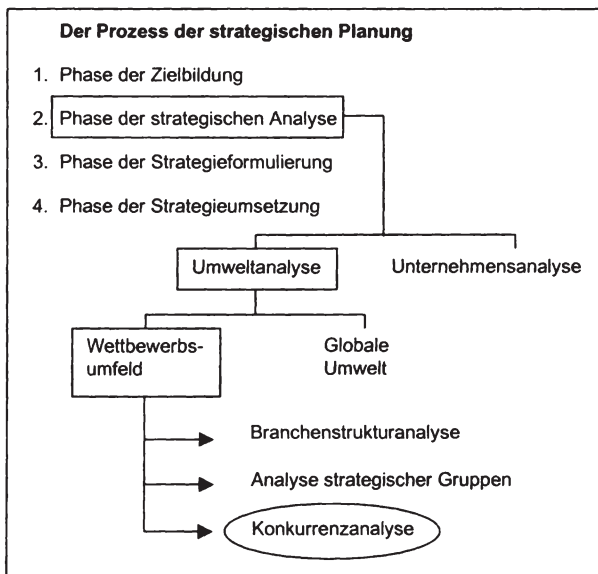 Der Prozess der strategischen Planung
1. Phase der Zielbildung
2. Phase der strategischen Analyse
3. Phase der Strategieformulierung
4. Phase der Strategieumsetzung
Umweltanalyse
Unternehmensanalyse
Wettbewerbs-
umfeld
Globale
Umwelt
Branchenstrukturanalyse
Analyse strategischer Gruppen
Konkurrenzanalyse